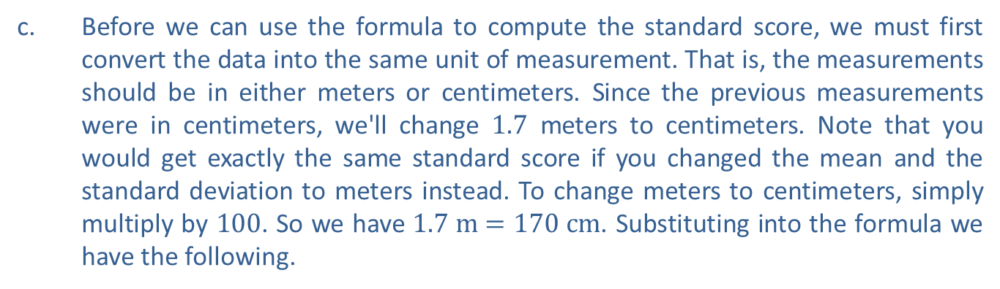 c. Before we can use the formula to compute the standard score, we must first
convert the data into the same unit of measurement. That is, the measurements
should be in either meters or centimeters. Since the previous measurements
were in centimeters, we'll change 1.7 meters to centimeters. Note that you
would get exactly the same standard score if you changed the mean and the
standard deviation to meters instead. To change meters to centimeters, simply
multiply by 100. So we have 1.7 m = 170 cm. Substituting into the formula we
have the following.